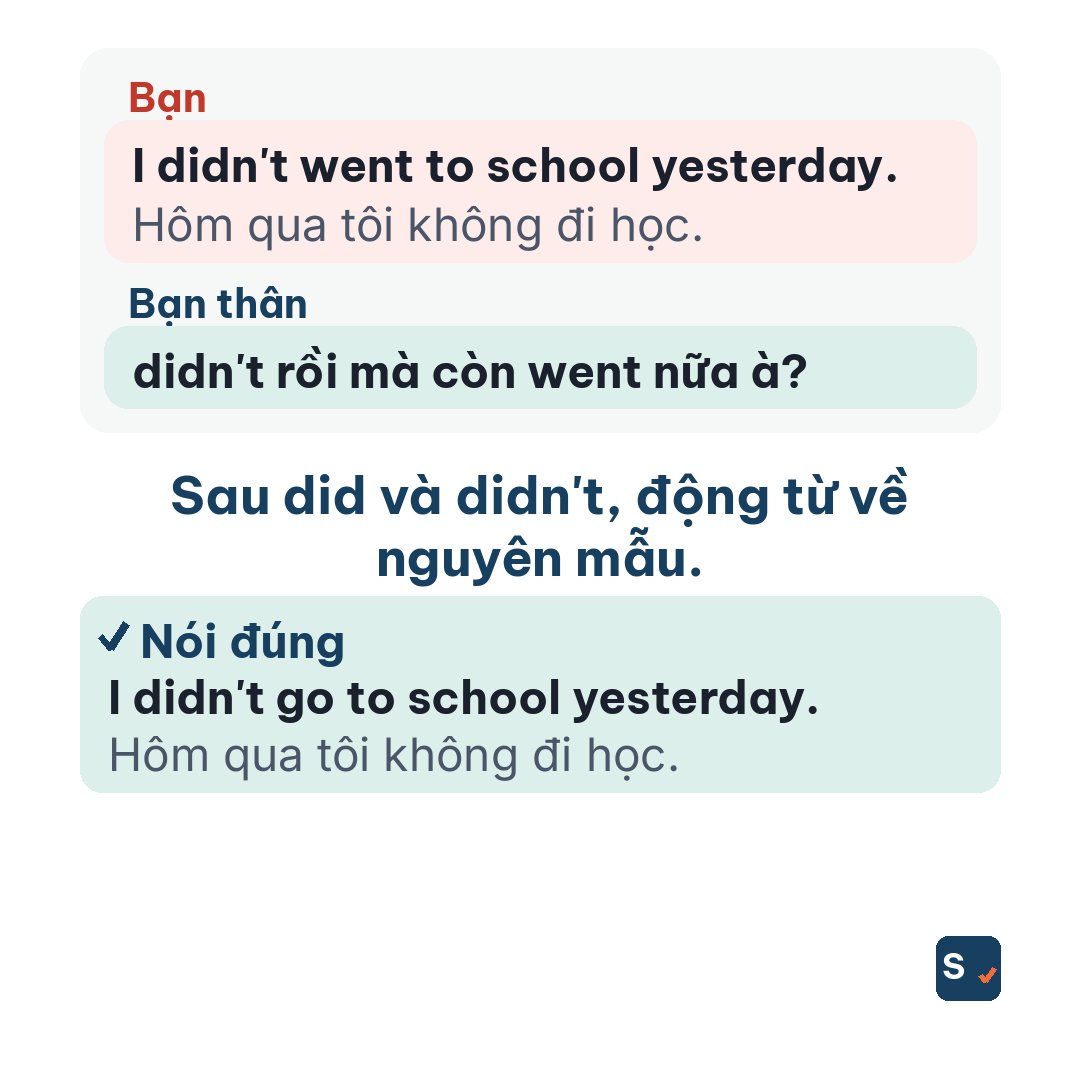 Bạn
I didn't went to school yesterday.
Hôm qua tôi không đi học.
Bạn thân
didn't rồi mà còn went nữa à?
Sau did và didn't, động từ về
nguyên mẫu.
Nói đúng
I didn't go to school yesterday.
Hôm qua tôi không đi học.
S